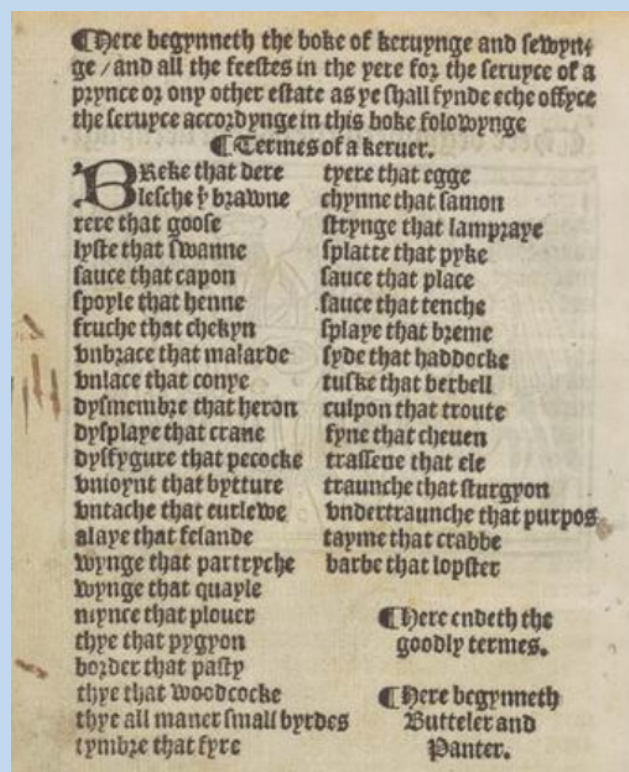 ¶Here begynneth the boke of keruynge and sewyn=
ge / and all the feestes in the yere for the seruyce of a
prynce or ony other estate as ye shall fynde eche offyce
the seruyce accordynge in this boke folowynge
¶Termes of a keruer.
BReke that dere
lesche yͤ brawne
rere that goose
lyste that swanne
sauce that capon
spoyle that henne
fruche that chekyn
vnbrace that malarde
vnlace that conye
dysmembre that heron
dysplaye that crane
dysfygure that pecocke
vnioynt that bytture
vntache that curlewe
alaye that felande
wynge that partryche
wynge that quayle
mynce that plouer
thye that pygyon
border that pasty
thye that woodcocke
thye all maner small byrdes
tymbre that fyre
tyere that egge
chynne that samon
strynge that lampraye
splatte that pyke
sauce that place
sauce that tenche
splaye that breme
syde that haddocke
tuske that berbell
culpon that troute
fyne that cheuen
trassene that ele
traunche that sturgyon
vndertraunche that purpos
tayme that crabbe
barbe that lopster
¶Here endeth the
goodly termes.
¶Here begynneth
Butteler and
Panter.